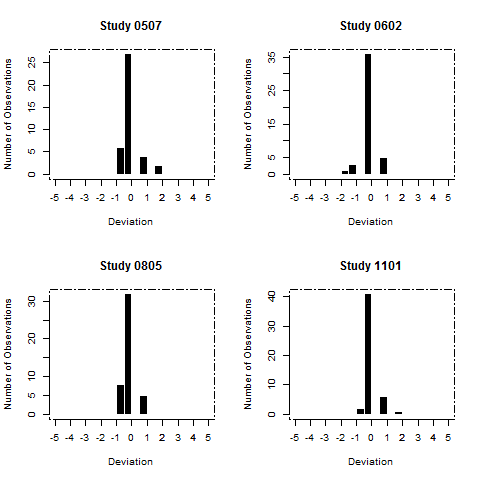 Study 0507
Number of Observations
0 5 15 25
-5 -4 -3 -2 -1 0 1 2 3 4 5
Deviation
Study 0602
Number of Observations
0 5 15 25 35
-5 -4 -3 -2 -1 0 1 2 3 4 5
Deviation
Study 0805
Number of Observations
0 5 10 20 30
-5 -4 -3 -2 -1 0 1 2 3 4 5
Deviation
Study 1101
Number of Observations
0 10 20 30 40
-5 -4 -3 -2 -1 0 1 2 3 4 5
Deviation